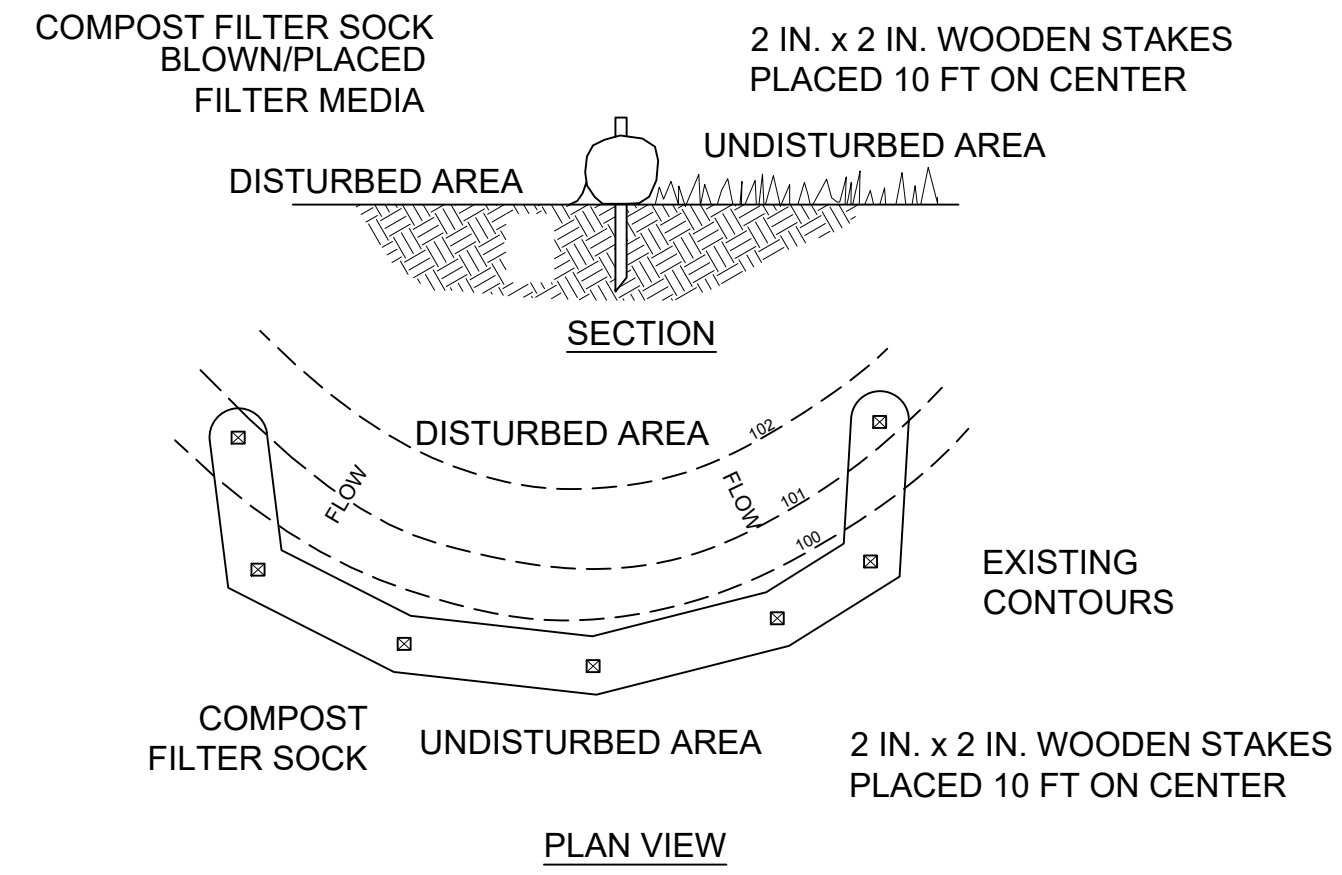 COMPOST FILTER SOCK
BLOWN/PLACED
FILTER MEDIA
2 IN. x 2 IN. WOODEN STAKES
PLACED 10 FT ON CENTER
UNDISTURBED AREA
DISTURBED AREA
SECTION
DISTURBED AREA
102
FLOW
FLOW
101
100
EXISTING
CONTOURS
COMPOST
FILTER SOCK
UNDISTURBED AREA
2 IN. x 2 IN. WOODEN STAKES
PLACED 10 FT ON CENTER
PLAN VIEW